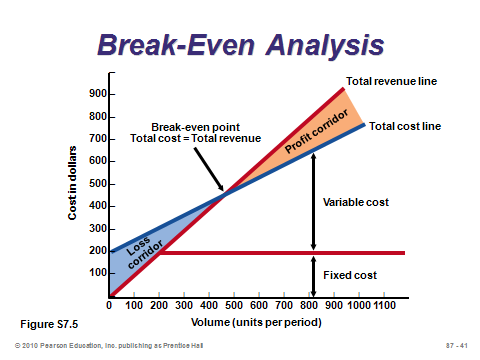 Break-Even Analysis
Total revenue line
Total cost line
Profit corridor
Break-even point
Total cost = Total revenue
Variable cost
Loss
corridor
Fixed cost
Cost in dollars
900
800
700
600
500
400
300
200
100
0 100 200 300 400 500 600 700 800 900 1000 1100
Volume (units per period)
Figure S7.5
© 2010 Pearson Education, Inc. publishing as Prentice Hall
S7 - 41